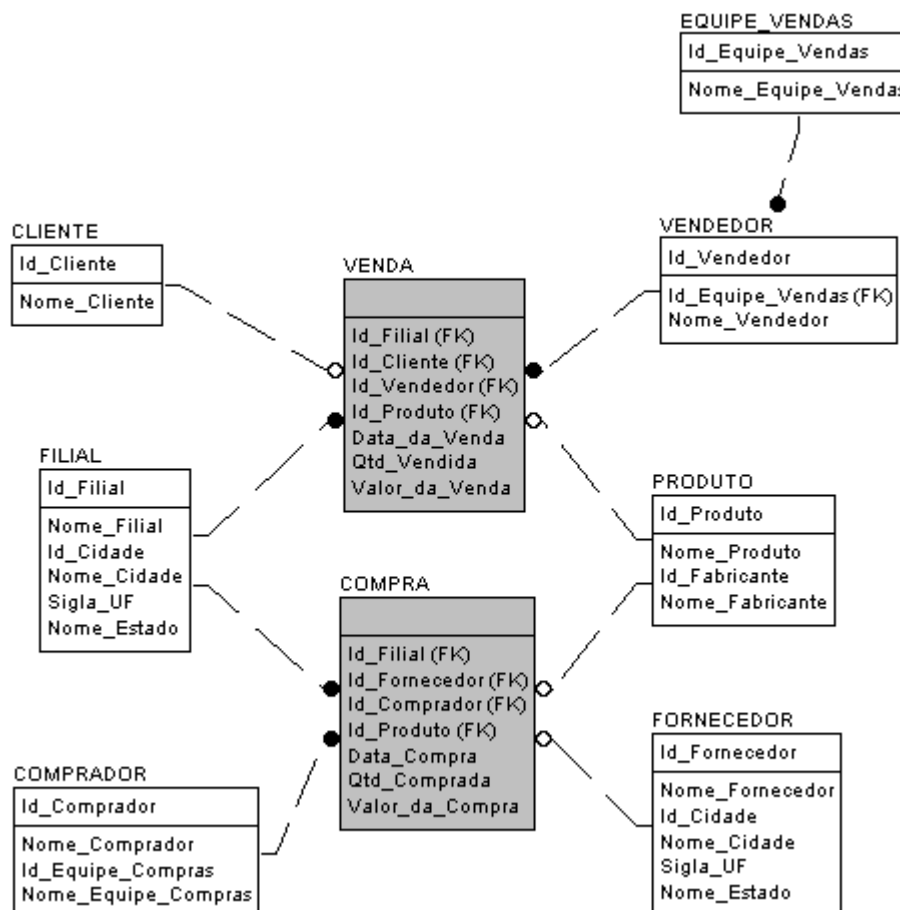 EQUIPE_VENDAS
Id_Equipe_Vendas
Nome_Equipe_Vendas
CLIENTE
Id_Cliente
Nome_Cliente
VENDA
Id_Filial (FK)
Id_Cliente (FK)
Id_Vendedor (FK)
Id_Produto (FK)
Data_da_Venda
Qtd_Vendida
Valor_da_Venda
VENDEDOR
Id_Vendedor
Id_Equipe_Vendas (FK)
Nome_Vendedor
FILIAL
Id_Filial
Nome_Filial
Id_Cidade
Nome_Cidade
Sigla_UF
Nome_Estado
PRODUTO
Id_Produto
Nome_Produto
Id_Fabricante
Nome_Fabricante
COMPRA
Id_Filial (FK)
Id_Fornecedor (FK)
Id_Comprador (FK)
Id_Produto (FK)
Data_Compra
Qtd_Comprada
Valor_da_Compra
COMPRADOR
Id_Comprador
Nome_Comprador
Id_Equipe_Compras
Nome_Equipe_Compras
FORNECEDOR
Id_Fornecedor
Nome_Fornecedor
Id_Cidade
Nome_Cidade
Sigla_UF
Nome_Estado